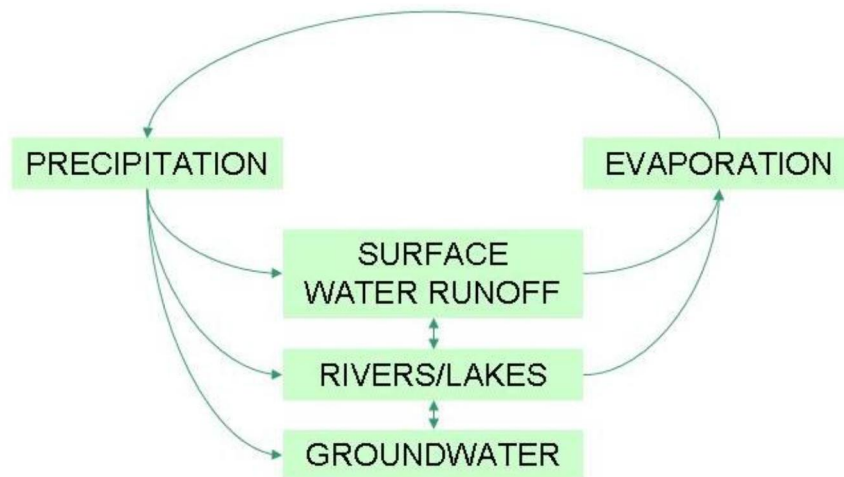 PRECIPITATION
EVAPORATION
SURFACE
WATER RUNOFF
RIVERS/LAKES
GROUNDWATER